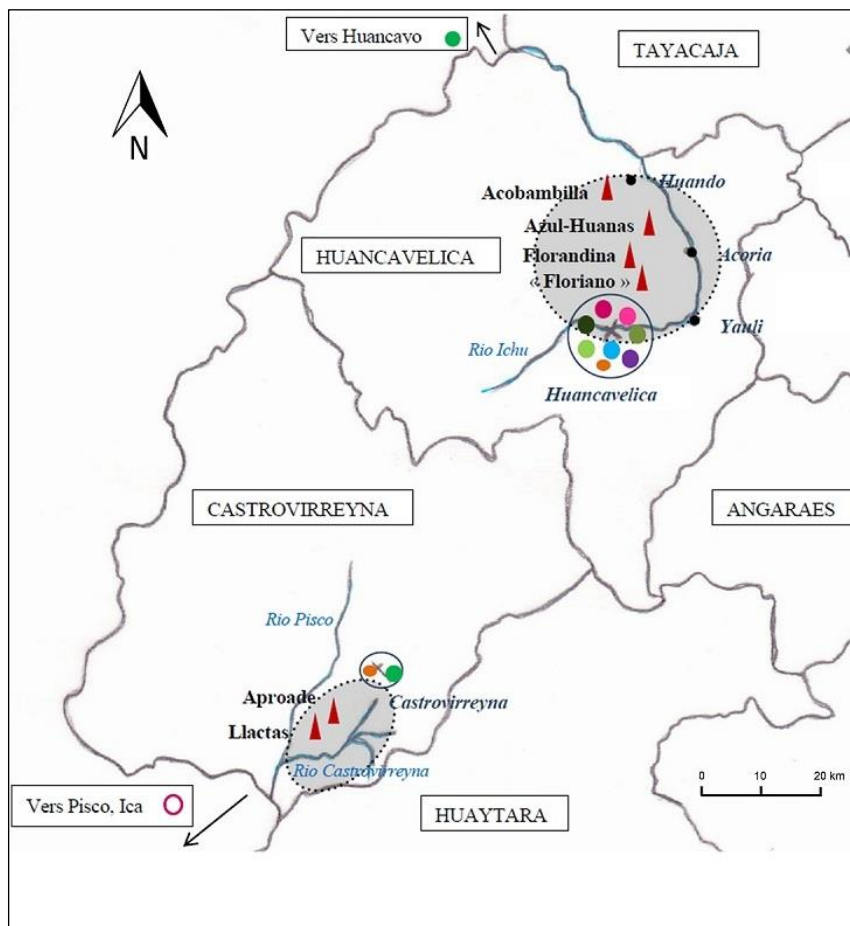 Vers Huancayo
TAYACAJA
N
Huando
Acobambilla
Azul-Huanas
Acoria
HUANCAVELICA
Florandina
« Floriano »
Yauli
Rio Ichu
Huancavelica
CASTROVIRREYNA
ANGARAES
Rio Pisco
Aproade
Castrovirreyna
Llactas
Rio Castrovirreyna
0 10 20 km
Vers Pisco, Ica
HUAYTARA